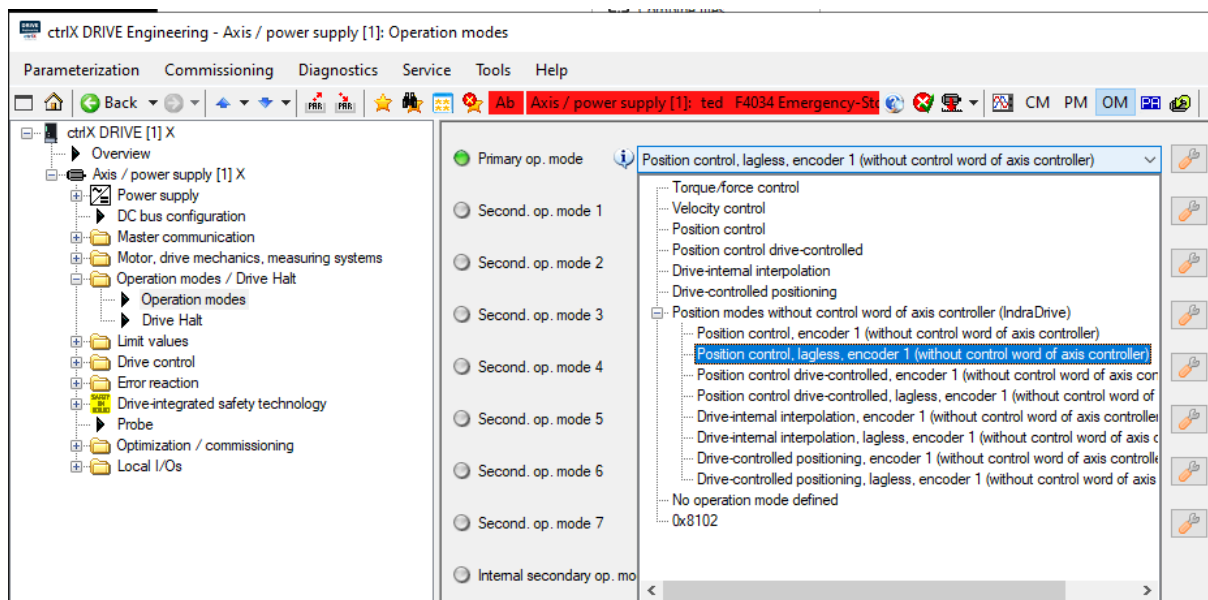 ctrlX DRIVE Engineering - Axis / power supply [1]: Operation modes
Parameterization Commissioning Diagnostics Service Tools Help
Back PAR PAR Ab Axis / power supply [1]: ted F4034 Emergency-Sto CM PM OM PA
ctrlX DRIVE [1] X
Overview
Axis / power supply [1] X
Power supply
DC bus configuration
Master communication
Motor, drive mechanics, measuring systems
Operation modes / Drive Halt
Operation modes
Drive Halt
Limit values
Drive control
Error reaction
Drive-integrated safety technology
Probe
Optimization / commissioning
Local I/Os
Primary op. mode
Second. op. mode 1
Second. op. mode 2
Second. op. mode 3
Second. op. mode 4
Second. op. mode 5
Second. op. mode 6
Second. op. mode 7
Internal secondary op. mo
Position control, lagless, encoder 1 (without control word of axis controller)
Torque/force control
Velocity control
Position control
Position control drive-controlled
Drive-internal interpolation
Drive-controlled positioning
Position modes without control word of axis controller (IndraDrive)
Position control, encoder 1 (without control word of axis controller)
Position control, lagless, encoder 1 (without control word of axis controller)
Position control drive-controlled, encoder 1 (without control word of axis con
Position control drive-controlled, lagless, encoder 1 (without control word of
Drive-internal interpolation, encoder 1 (without control word of axis controller
Drive-internal interpolation, lagless, encoder 1 (without control word of axis c
Drive-controlled positioning, encoder 1 (without control word of axis controlle
Drive-controlled positioning, lagless, encoder 1 (without control word of axis
No operation mode defined
0x8102